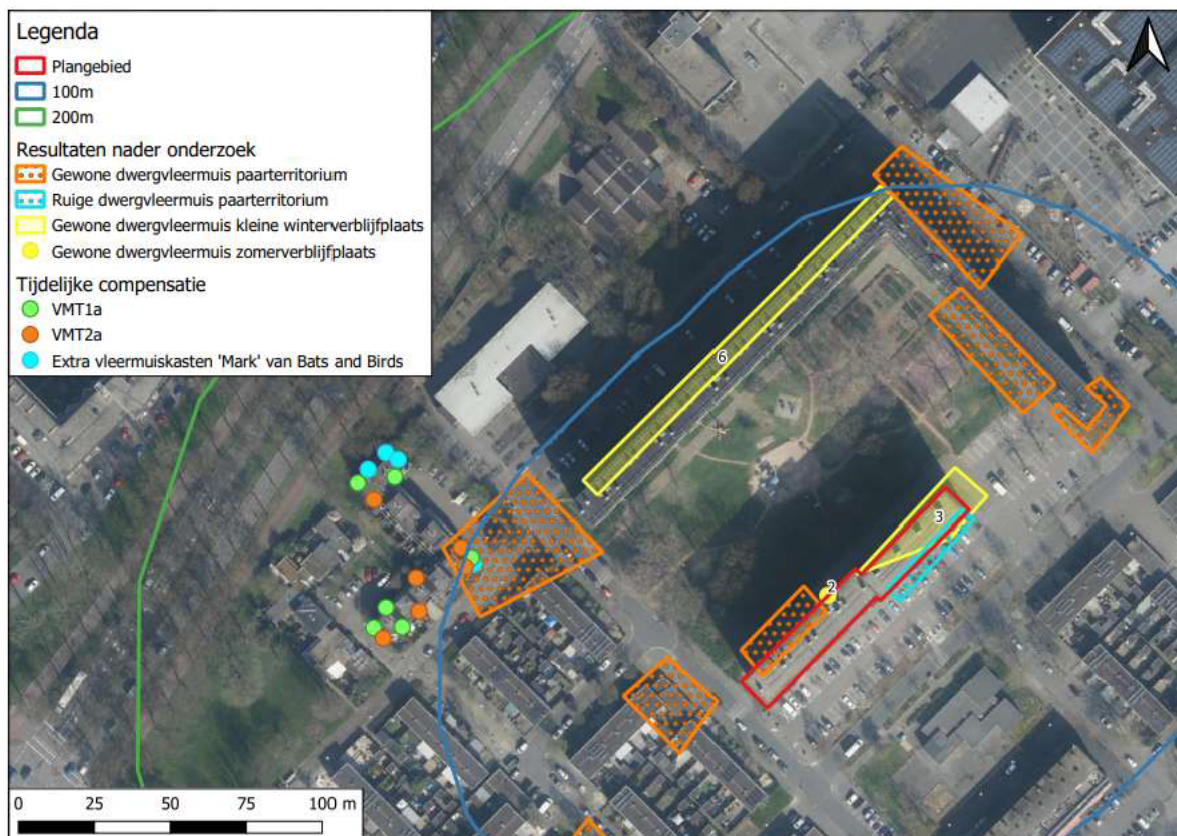 Legenda
Plangebied
100m
200m
Resultaten nader onderzoek
Gewone dwergvleermuis paarterritorium
Ruige dwergvleermuis paarterritorium
Gewone dwergvleermuis kleine winterverblijfplaats
Gewone dwergvleermuis zomerverblijfplaats
Tijdelijke compensatie
VMT1a
VMT2a
Extra vleermuiskasten 'Mark' van Bats and Birds
6
3
2
0 25 50 75 100 m